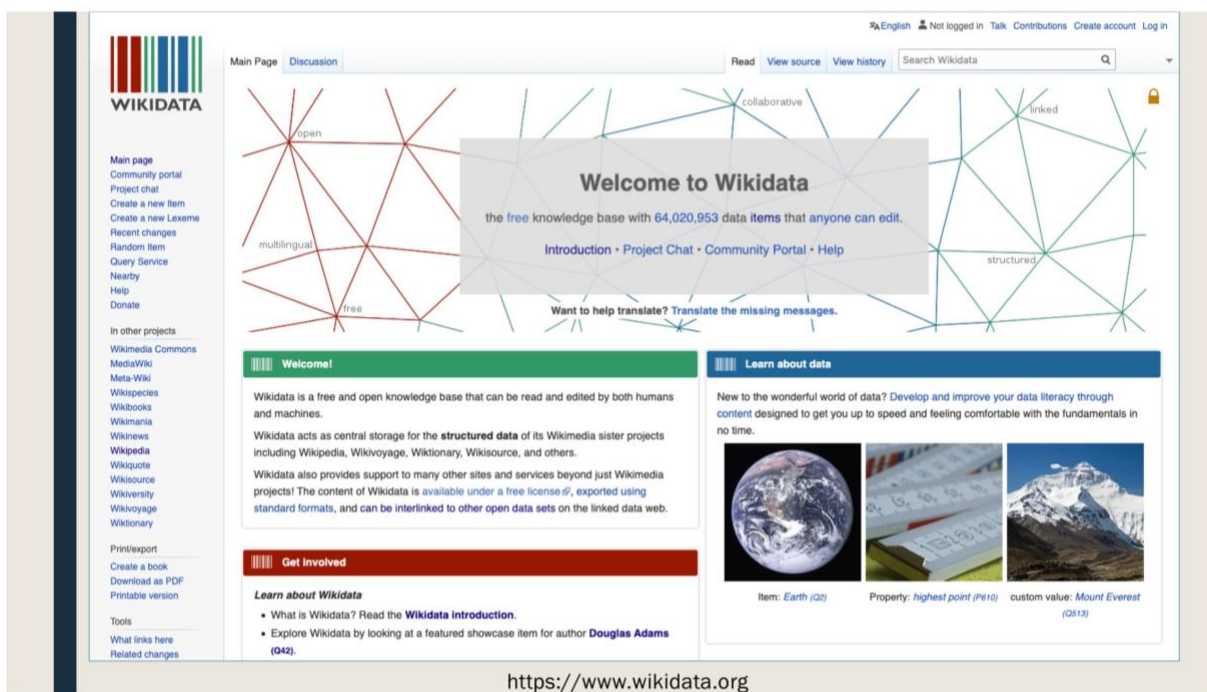 English Not logged in Talk Contributions Create account Log in
WIKIDATA
Main Page Discussion
Read View source View history Search Wikidata
Main page
Community portal
Project chat
Create a new Item
Create a new Lexeme
Recent changes
Random Item
Query Service
Nearby
Help
Donate
In other projects
Wikimedia Commons
MediaWiki
Meta-Wiki
Wikispecies
Wikibooks
Wikimania
Wikinews
Wikipedia
Wikiquote
Wikisource
Wikiversity
Wikivoyage
Wiktionary
Print/export
Create a book
Download as PDF
Printable version
Tools
What links here
Related changes
open
collaborative
linked
multilingual
structured
free
Welcome to Wikidata
the free knowledge base with 64,020,953 data items that anyone can edit.
Introduction • Project Chat • Community Portal • Help
Want to help translate? Translate the missing messages.
Welcome!
Wikidata is a free and open knowledge base that can be read and edited by both humans
and machines.
Wikidata acts as central storage for the structured data of its Wikimedia sister projects
including Wikipedia, Wikivoyage, Wiktionary, Wikisource, and others.
Wikidata also provides support to many other sites and services beyond just Wikimedia
projects! The content of Wikidata is available under a free license, exported using
standard formats, and can be interlinked to other open data sets on the linked data web.
Get Involved
Learn about Wikidata
• What is Wikidata? Read the Wikidata introduction.
• Explore Wikidata by looking at a featured showcase item for author Douglas Adams
(Q42).
Learn about data
New to the wonderful world of data? Develop and improve your data literacy through
content designed to get you up to speed and feeling comfortable with the fundamentals in
no time.
Item: Earth (Q2)
Property: highest point (P610)
custom value: Mount Everest
(Q513)
https://www.wikidata.org